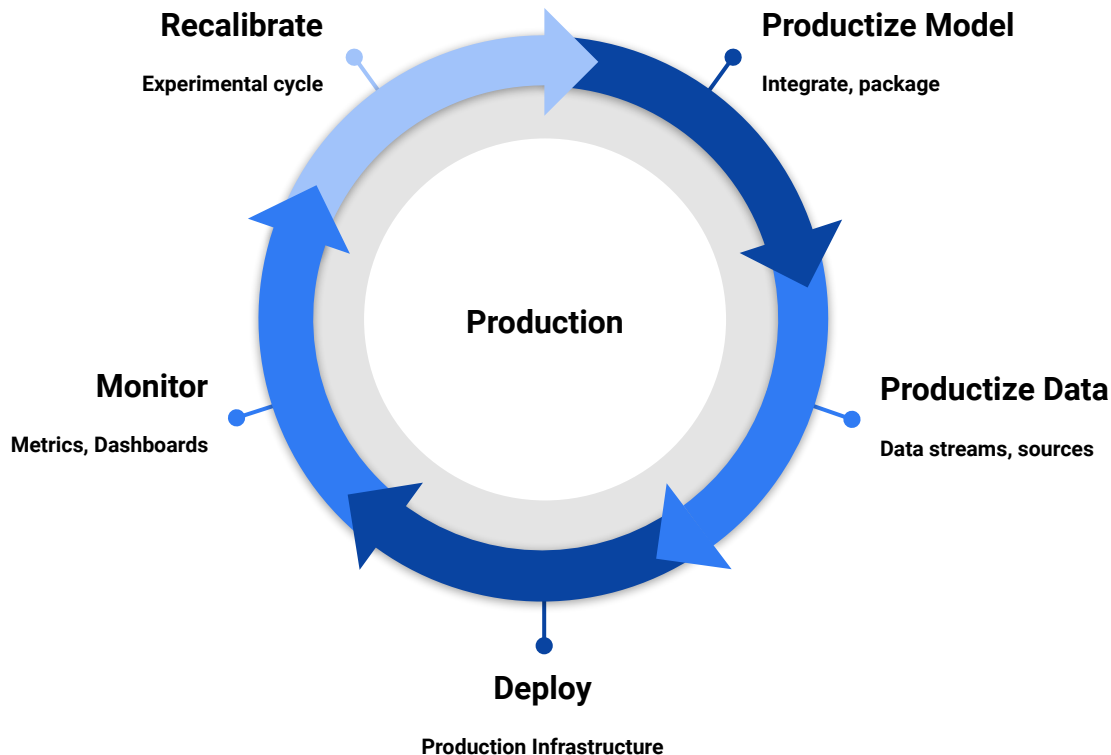 Recalibrate
Experimental cycle
Productize Model
Integrate, package
Production
Monitor
Metrics, Dashboards
Productize Data
Data streams, sources
Deploy
Production Infrastructure